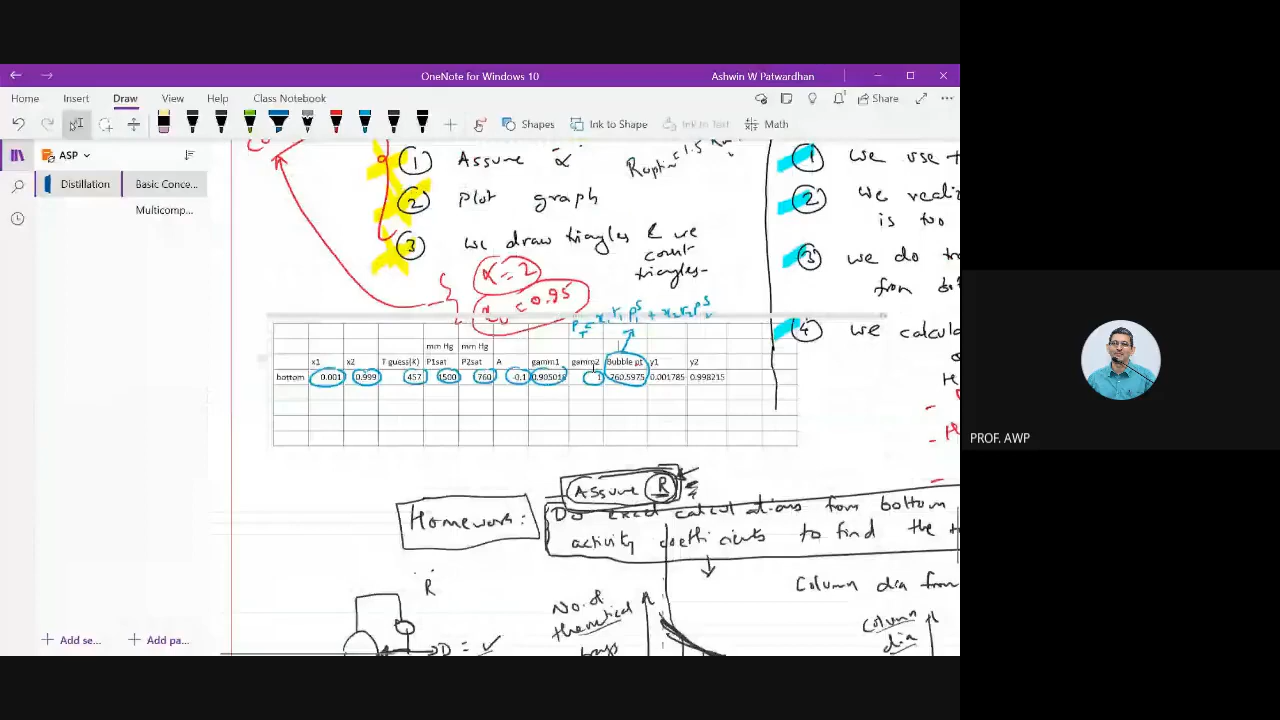 OneNote for Windows 10
Ashwin W Patwardhan
Home Insert Draw View Help Class Notebook
Share
Shapes Ink to Shape Ink to Text Math
ASP
Distillation
Basic Conce...
Multicomp...
① Assume α
② Plot graph
③ we draw triangles & we
count
triangles-
α = 2
= 0.95
① we use
②
is too
③ we do
④ we
mm Hg mm Hg
x1 x2 T guess(K) P1sat P2sat A gamm1 gamm2 Bubble pt y1 y2
bottom 0.001 0.999 457 1500 760 -0.1 0.905018 1 760.5975 0.001785 0.998215
Assume R
Homework: Do excel calculations from bottom
activity coefficients to find the
R
Column dia
No. of
theoretical
column
dia
D =
Add se... Add pa...
PROF. AWP